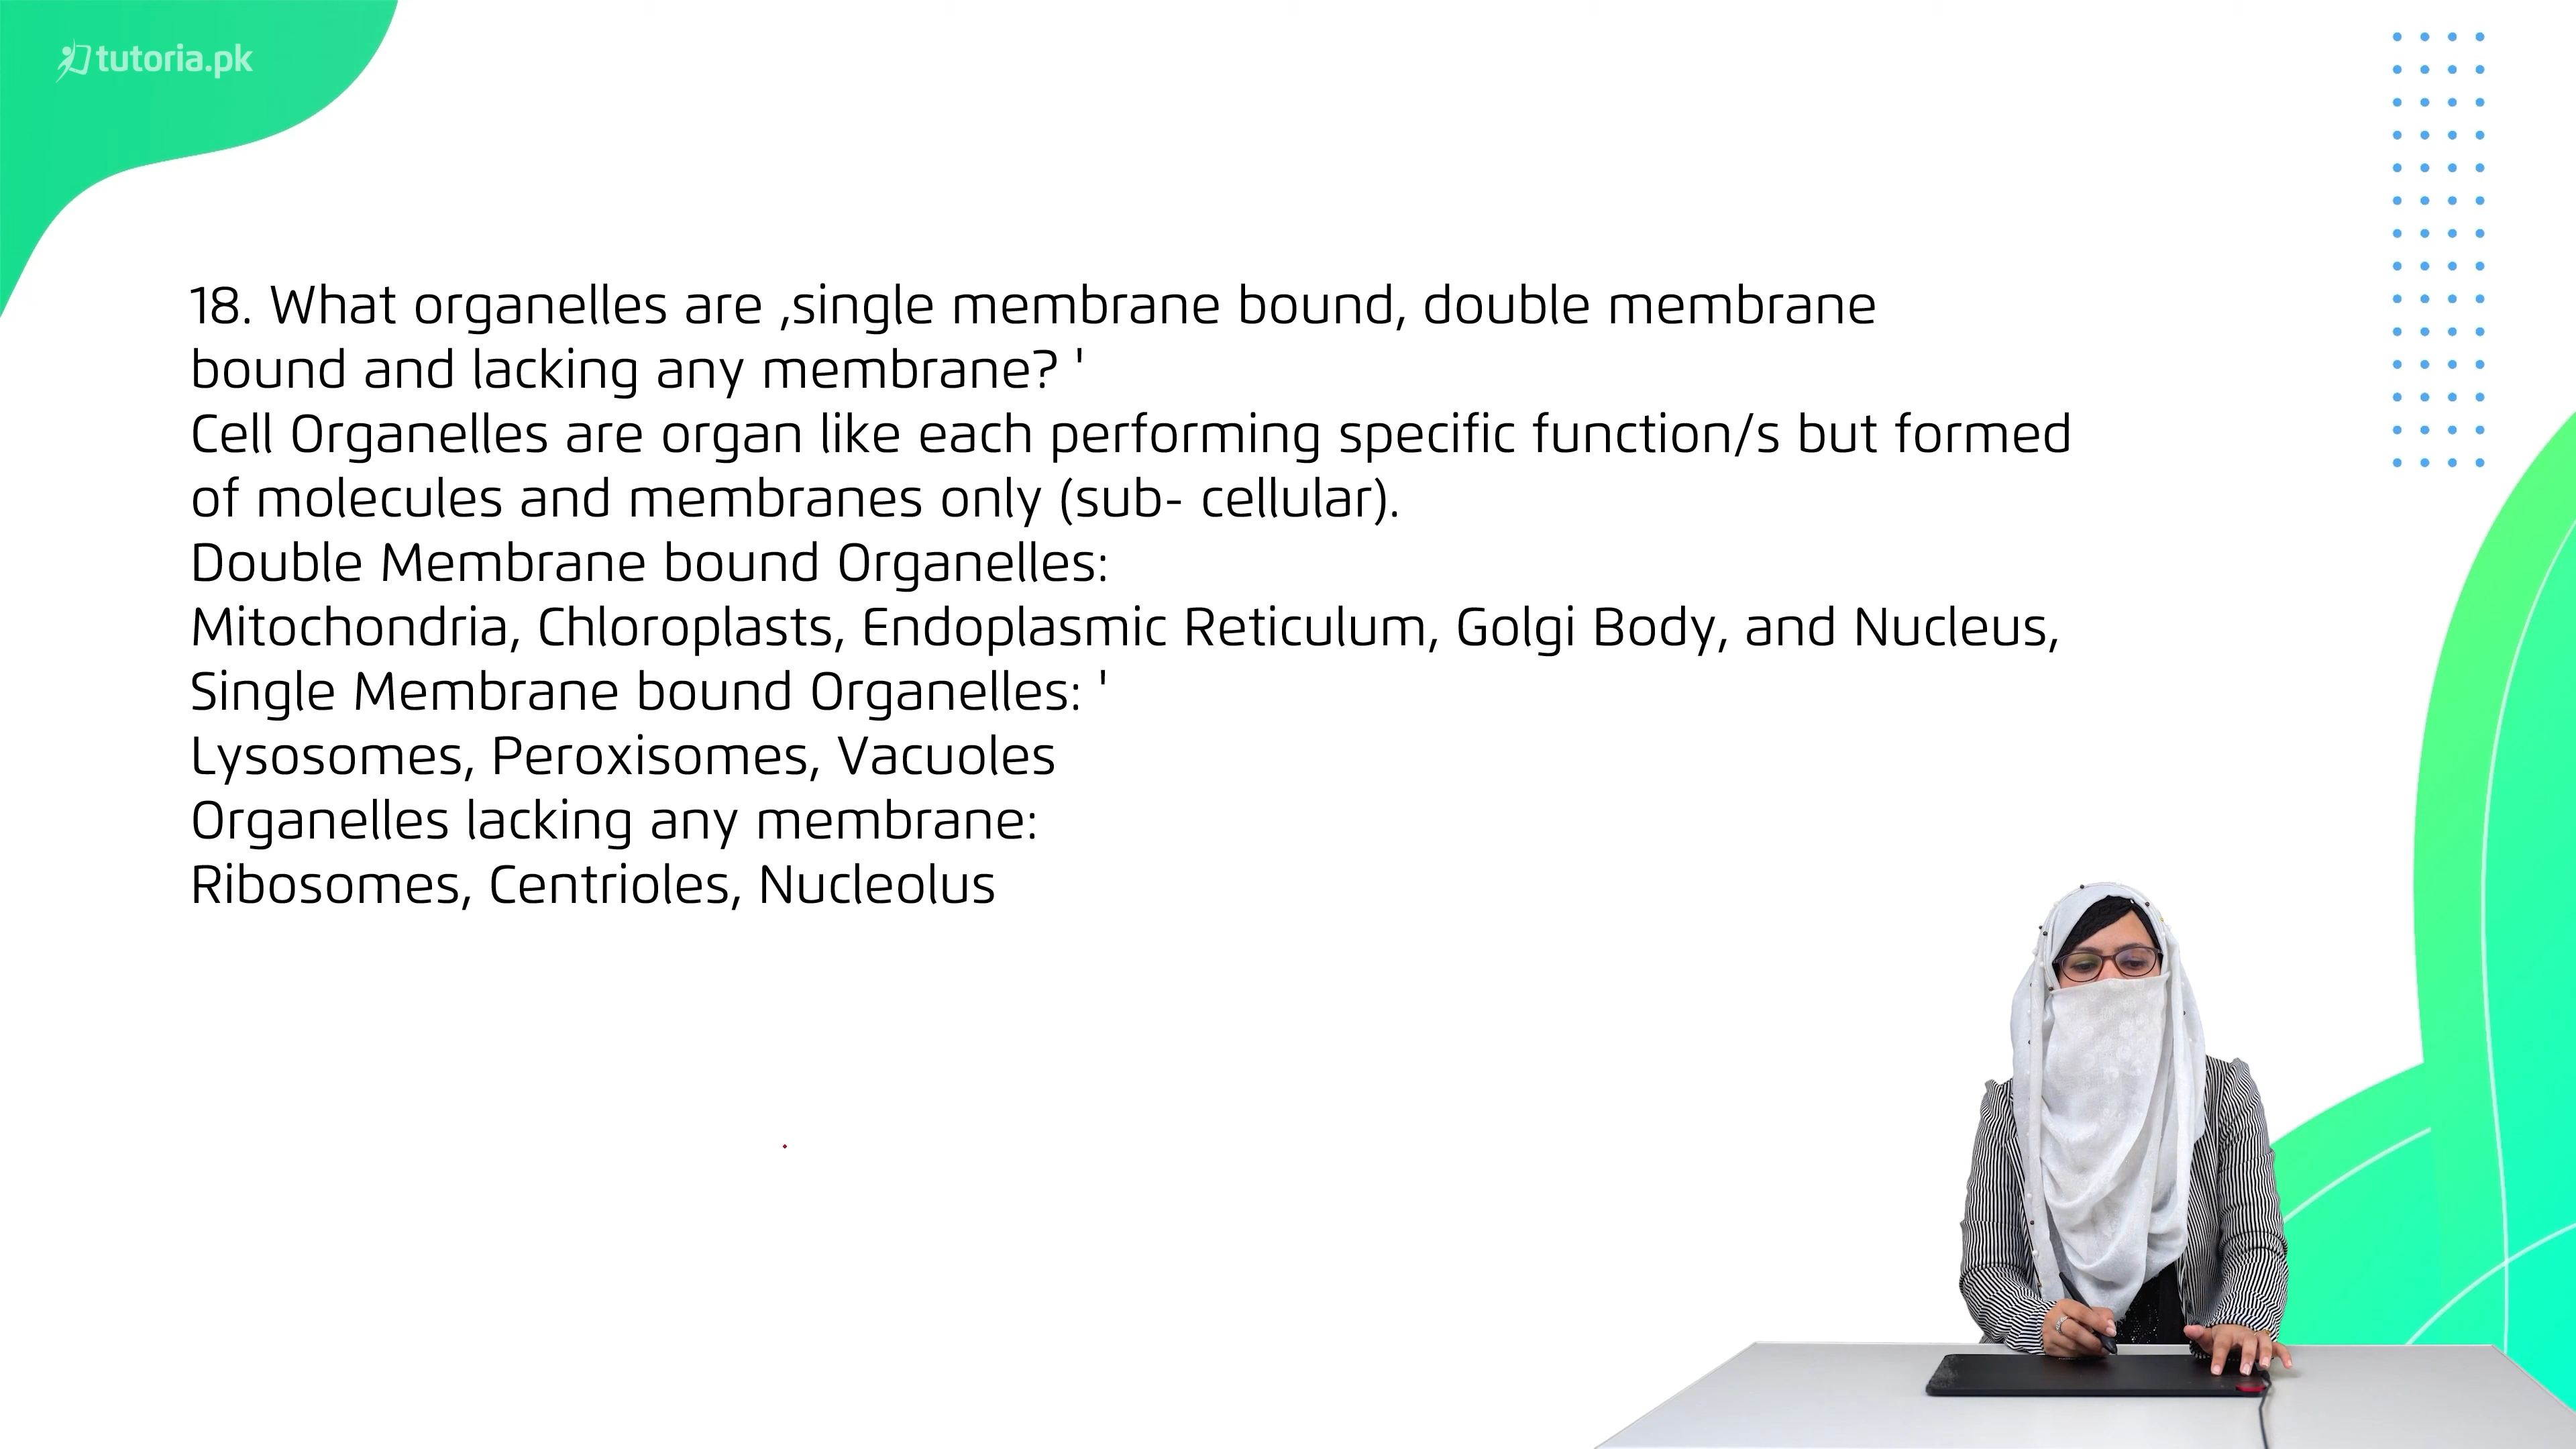 tutoria.pk
18. What organelles are ,single membrane bound, double membrane
bound and lacking any membrane? '
Cell Organelles are organ like each performing specific function/s but formed
of molecules and membranes only (sub- cellular).
Double Membrane bound Organelles:
Mitochondria, Chloroplasts, Endoplasmic Reticulum, Golgi Body, and Nucleus,
Single Membrane bound Organelles: '
Lysosomes, Peroxisomes, Vacuoles
Organelles lacking any membrane:
Ribosomes, Centrioles, Nucleolus